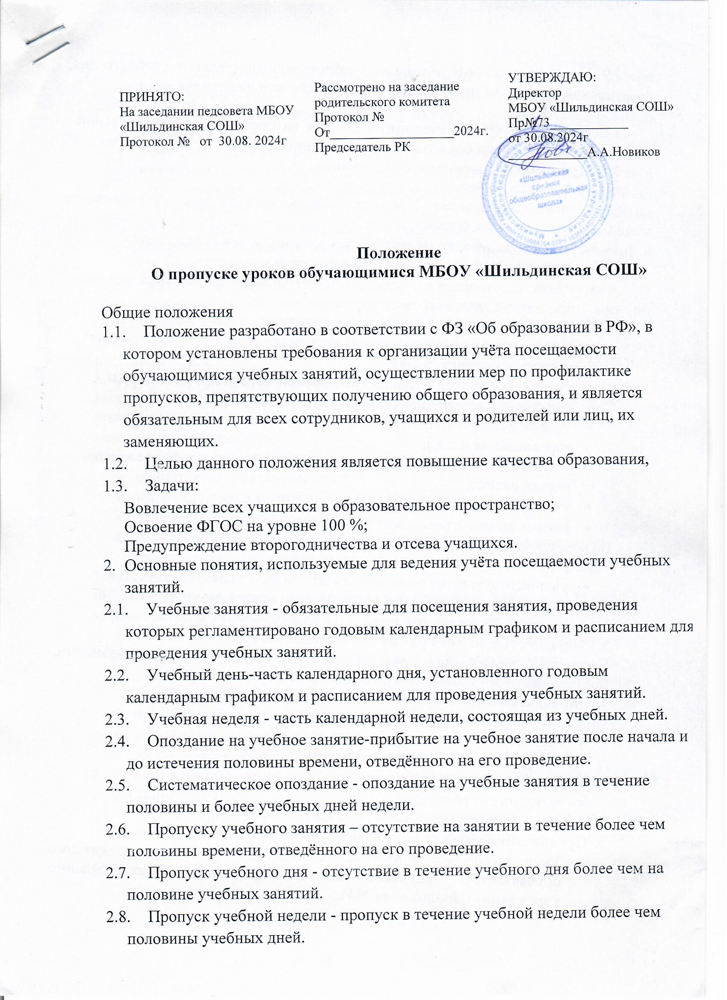 ПРИНЯТО:
На заседании педсовета МБОУ
«Шильдинская СОШ»
Протокол № от 30.08. 2024г
Рассмотрено на заседание
родительского комитета
Протокол №
От___________________2024г.
Председатель РК
УТВЕРЖДАЮ:
Директор
МБОУ «Шильдинская СОШ»
Пр№73____________
от 30.08.2024г
____________А.А.Новиков
«Шильдинская
средняя
общеобразовательная
школа»
Муниципальное бюджетное общеобразовательное учреждение
ИНН 5619004754 ОГРН
Положение
О пропуске уроков обучающимися МБОУ «Шильдинская СОШ»
Общие положения
1.1. Положение разработано в соответствии с ФЗ «Об образовании в РФ», в
котором установлены требования к организации учёта посещаемости
обучающимися учебных занятий, осуществлении мер по профилактике
пропусков, препятствующих получению общего образования, и является
обязательным для всех сотрудников, учащихся и родителей или лиц, их
заменяющих.
1.2. Целью данного положения является повышение качества образования,
1.3. Задачи:
Вовлечение всех учащихся в образовательное пространство;
Освоение ФГОС на уровне 100 %;
Предупреждение второгодничества и отсева учащихся.
2. Основные понятия, используемые для ведения учёта посещаемости учебных
занятий.
2.1. Учебные занятия - обязательные для посещения занятия, проведения
которых регламентировано годовым календарным графиком и расписанием для
проведения учебных занятий.
2.2. Учебный день-часть календарного дня, установленного годовым
календарным графиком и расписанием для проведения учебных занятий.
2.3. Учебная неделя - часть календарной недели, состоящая из учебных дней.
2.4. Опоздание на учебное занятие-прибытие на учебное занятие после начала и
до истечения половины времени, отведённого на его проведение.
2.5. Систематическое опоздание - опоздание на учебные занятия в течение
половины и более учебных дней недели.
2.6. Пропуску учебного занятия – отсутствие на занятии в течение более чем
половины времени, отведённого на его проведение.
2.7. Пропуск учебного дня - отсутствие в течение учебного дня более чем на
половине учебных занятий.
2.8. Пропуск учебной недели - пропуск в течение учебной недели более чем
половины учебных дней.